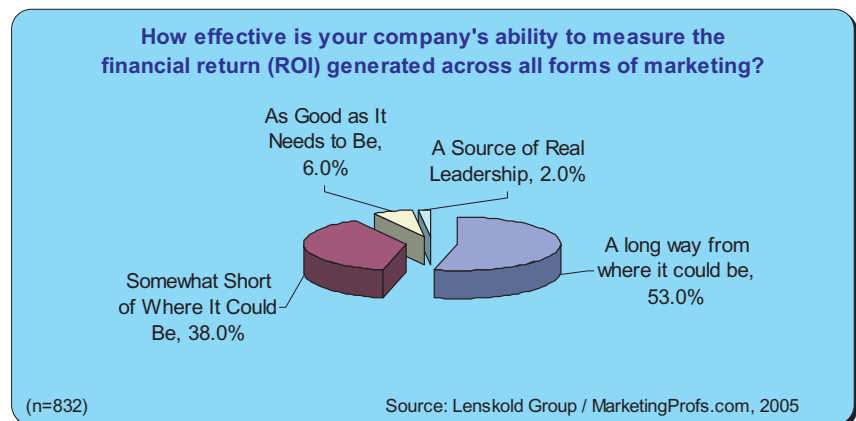 How effective is your company's ability to measure the
financial return (ROI) generated across all forms of marketing?
As Good as It
Needs to Be,
6.0%
A Source of Real
Leadership, 2.0%
Somewhat Short
of Where It Could
Be, 38.0%
A long way from
where it could be,
53.0%
(n=832)
Source: Lenskold Group / MarketingProfs.com, 2005